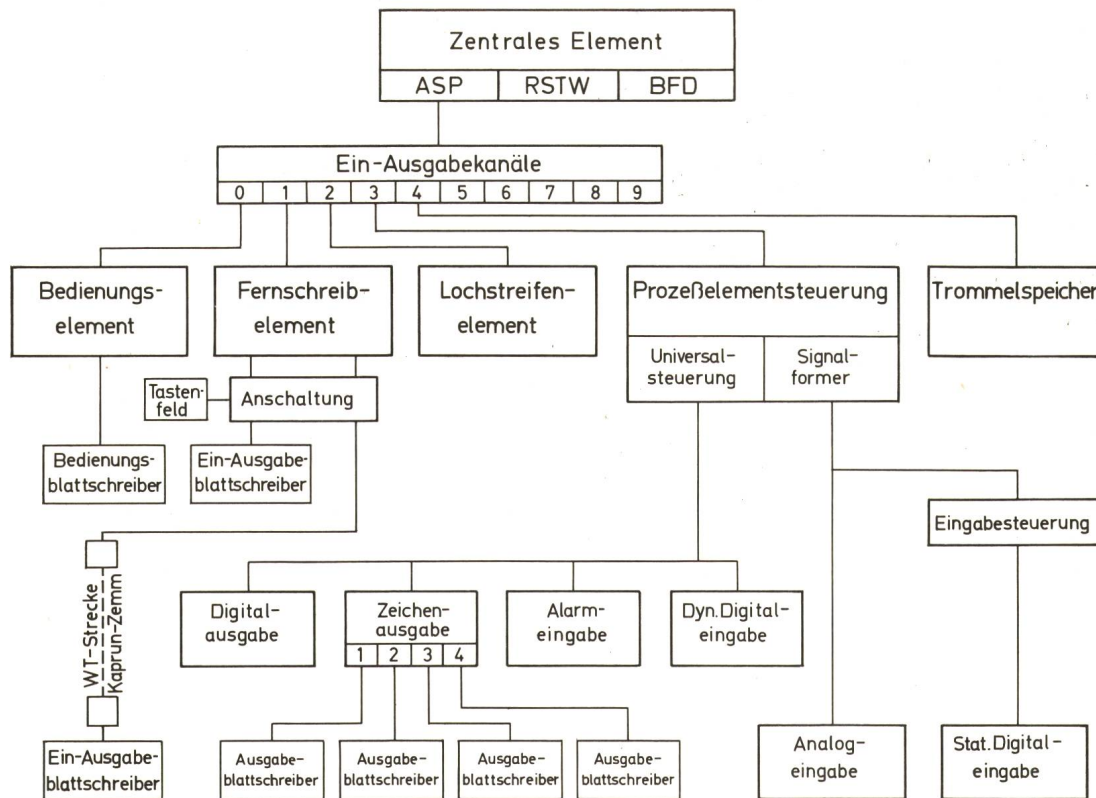 Zentrales Element
ASP RSTW BFD
Ein-Ausgabekanäle
0 1 2 3 4 5 6 7 8 9
Bedienungs-
element
Fernschreib-
element
Lochstreifen-
element
Prozeßelementsteuerung
Universal-
steuerung
Signal-
former
Trommelspeicher
Tasten-
feld
Anschaltung
Bedienungs-
blattschreiber
Ein-Ausgabe-
blattschreiber
Eingabesteuerung
WT-Strecke
Kaprun-Zemm
Digital-
ausgabe
Zeichen-
ausgabe
1 2 3 4
Alarm-
eingabe
Dyn.Digital-
eingabe
Ein-Ausgabe-
blattschreiber
Ausgabe-
blattschreiber
Ausgabe-
blattschreiber
Ausgabe-
blattschreiber
Ausgabe-
blattschreiber
Analog-
eingabe
Stat.Digital-
eingabe